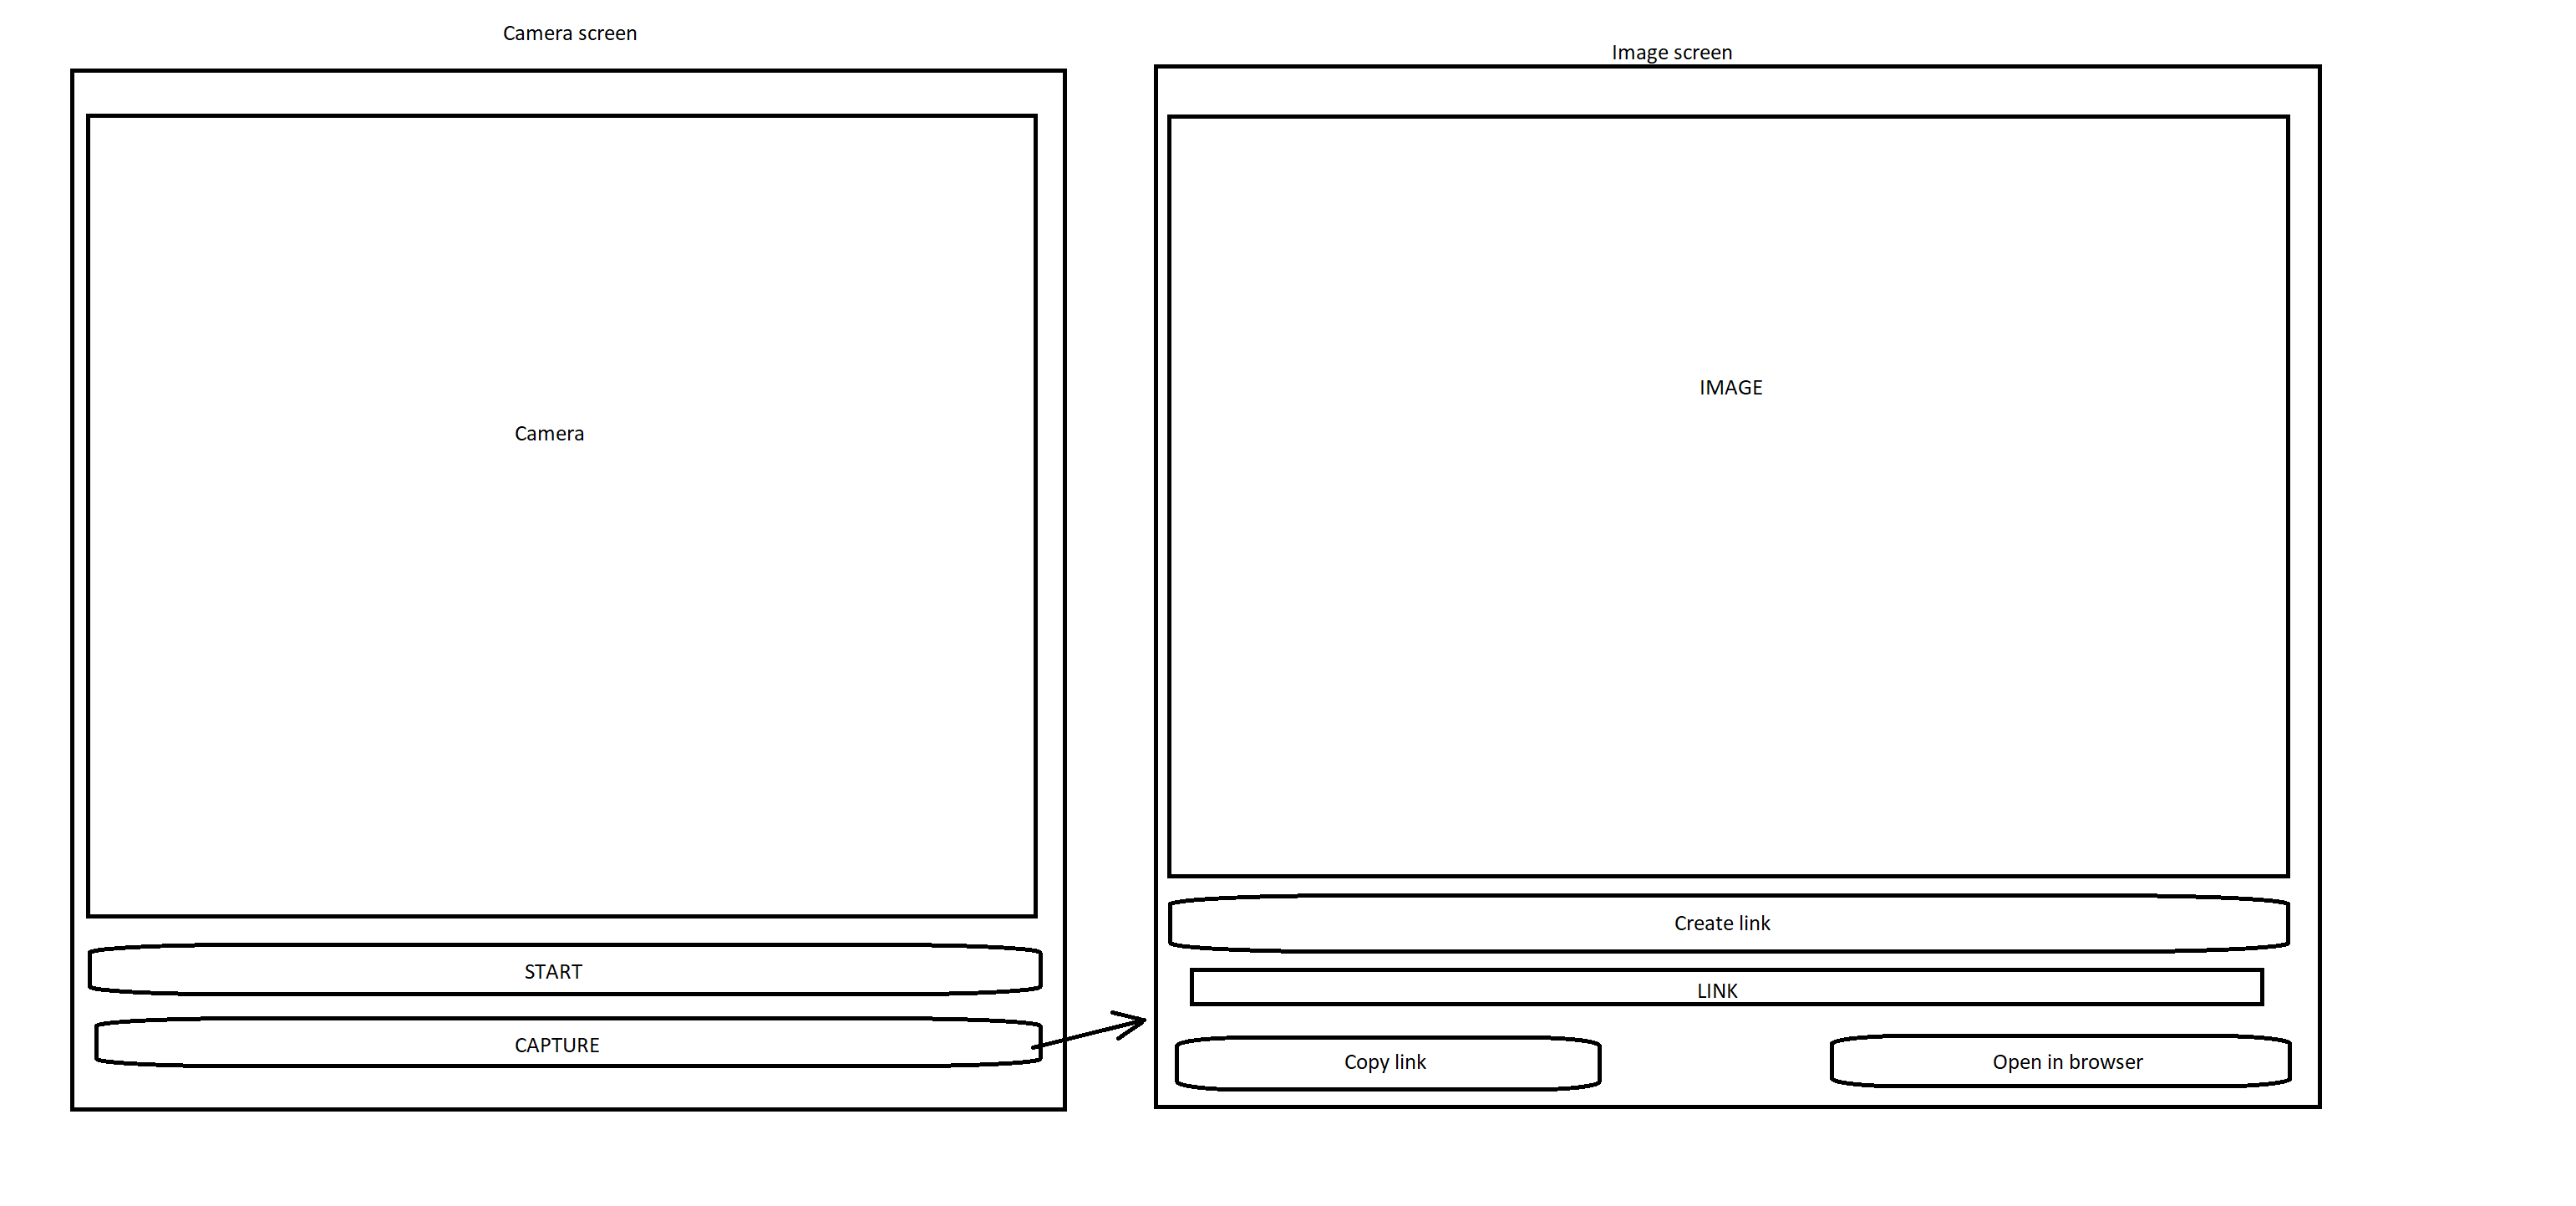 Camera screen
Camera
START
CAPTURE
Image screen
IMAGE
Create link
LINK
Copy link
Open in browser